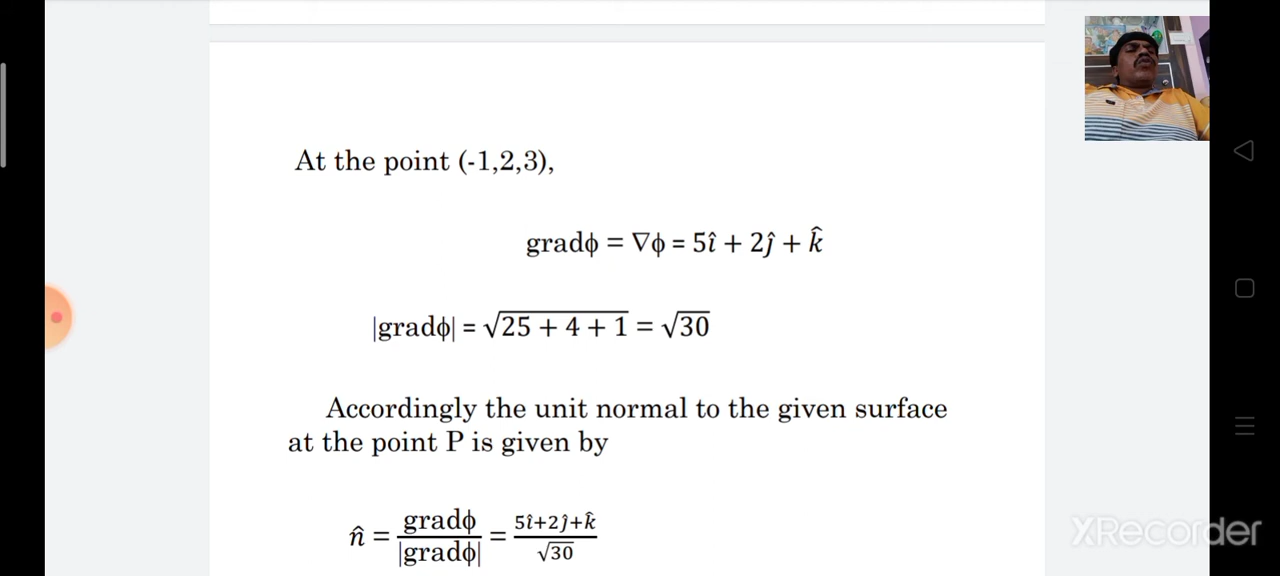 At the point (-1,2,3),
gradϕ = ∇ϕ = 5î + 2ĵ + k̂
|gradϕ| = √25 + 4 + 1 = √30
Accordingly the unit normal to the given surface
at the point P is given by
n̂ = gradϕ/|gradϕ| = 5î+2ĵ+k̂/√30
XRecorder